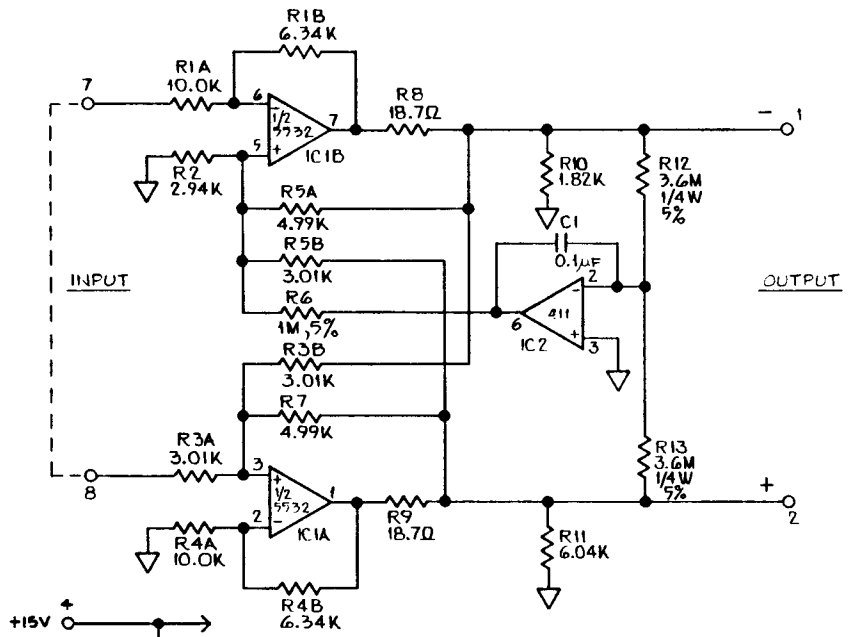 R1B
6.34K
R1A
10.0K
7
6
1/2
5532
7
5
IC1B
R8
18.7Ω
- 1
R2
2.94K
R10
1.82K
R12
3.6M
1/4W
5%
R5A
4.99K
R5B
3.01K
C1
0.1µF
INPUT
OUTPUT
R6
1M, 5%
6
411
2
3
IC2
R3B
3.01K
R7
4.99K
R3A
3.01K
8
3
1/2
5532
1
2
IC1A
R9
18.7Ω
R13
3.6M
1/4W
5%
+
2
R4A
10.0K
R11
6.04K
R4B
6.34K
+15V 4